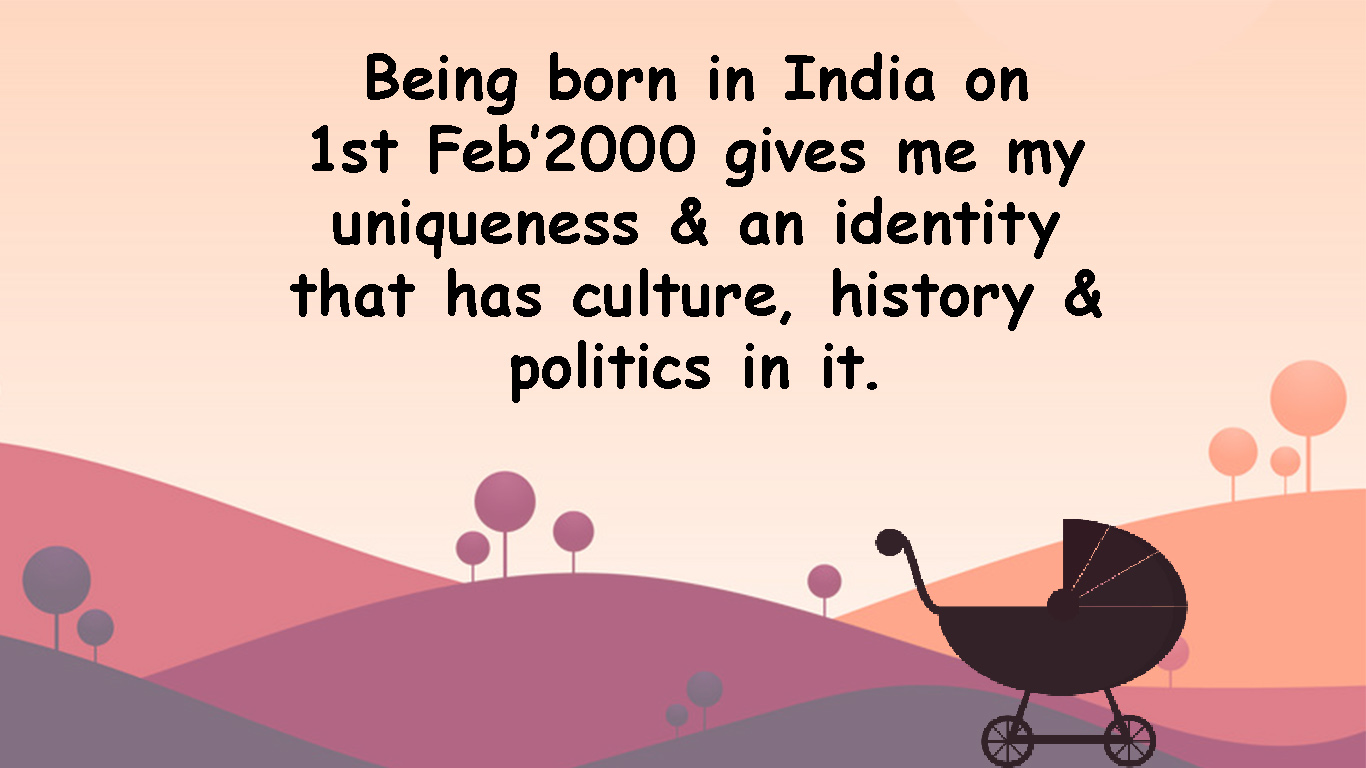 Being born in India on
1st Feb'2000 gives me my
uniqueness & an identity
that has culture, history &
politics in it.